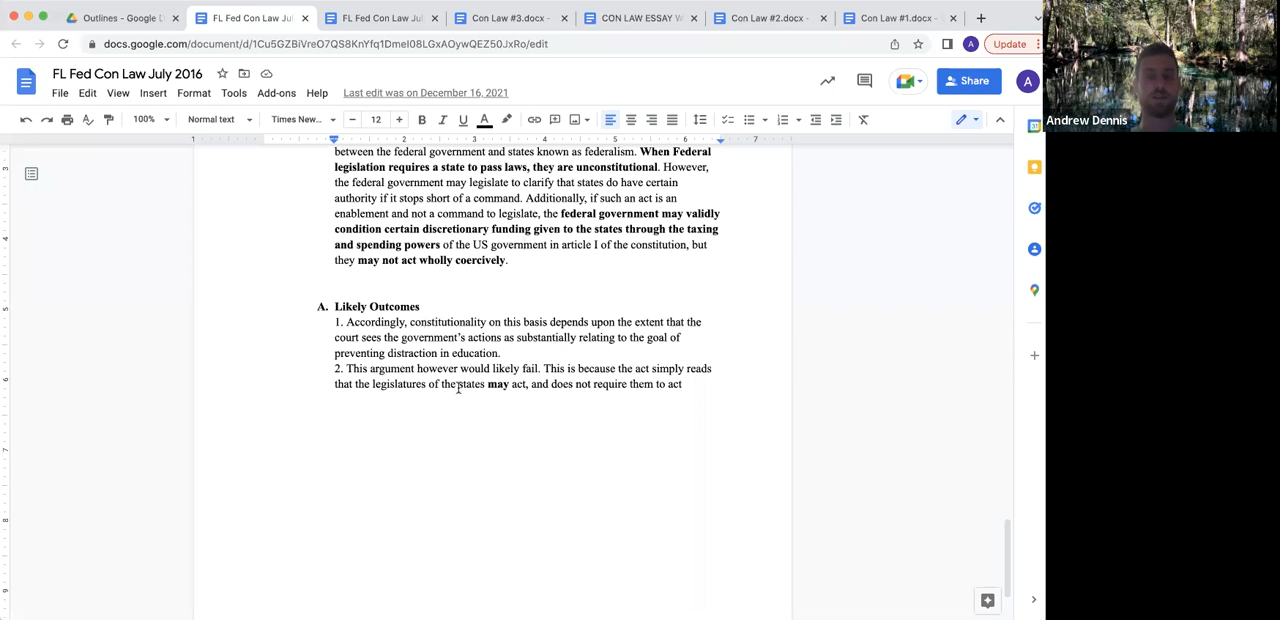 Outlines - Google D
FL Fed Con Law Jul
FL Fed Con Law Jul
Con Law #3.docx -
CON LAW ESSAY W
Con Law #2.docx -
Con Law #1.docx -
docs.google.com/document/d/1Cu5GZBiVreO7QS8KnYfq1DmeI08LGxAOywQEZ50JxRo/edit
A
Update
FL Fed Con Law July 2016
Share
A
File Edit View Insert Format Tools Add-ons Help Last edit was on December 16, 2021
100% Normal text Times New... 12
Andrew Dennis
1 1 2 3 4 5 6 7
between the federal government and states known as federalism. When Federal
legislation requires a state to pass laws, they are unconstitutional. However,
the federal government may legislate to clarify that states do have certain
authority if it stops short of a command. Additionally, if such an act is an
enablement and not a command to legislate, the federal government may validly
condition certain discretionary funding given to the states through the taxing
and spending powers of the US government in article I of the constitution, but
they may not act wholly coercively.
A. Likely Outcomes
1. Accordingly, constitutionality on this basis depends upon the extent that the
court sees the government's actions as substantially relating to the goal of
preventing distraction in education.
2. This argument however would likely fail. This is because the act simply reads
that the legislatures of the states may act, and does not require them to act